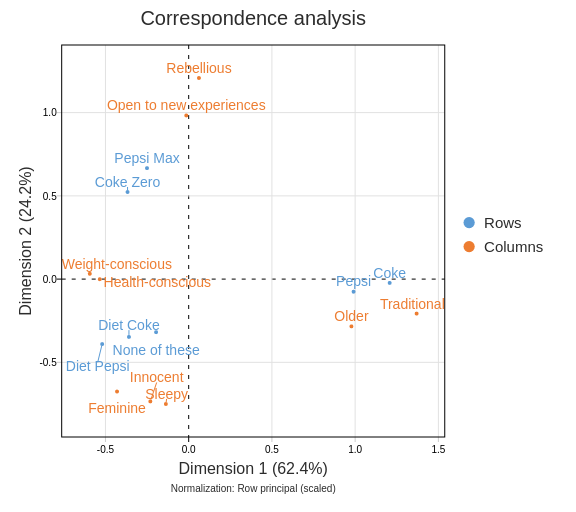 Correspondence analysis
Rebellious
Open to new experiences
1.0
Pepsi Max
Coke Zero
0.5
Rows
Columns
Weight-conscious
Health-conscious
Pepsi
Coke
0.0
Traditional
Older
Diet Coke
None of these
-0.5
Diet Pepsi
Innocent
Sleepy
Feminine
Dimension 2 (24.2%)
-0.5
0.0
0.5
1.0
1.5
Dimension 1 (62.4%)
Normalization: Row principal (scaled)